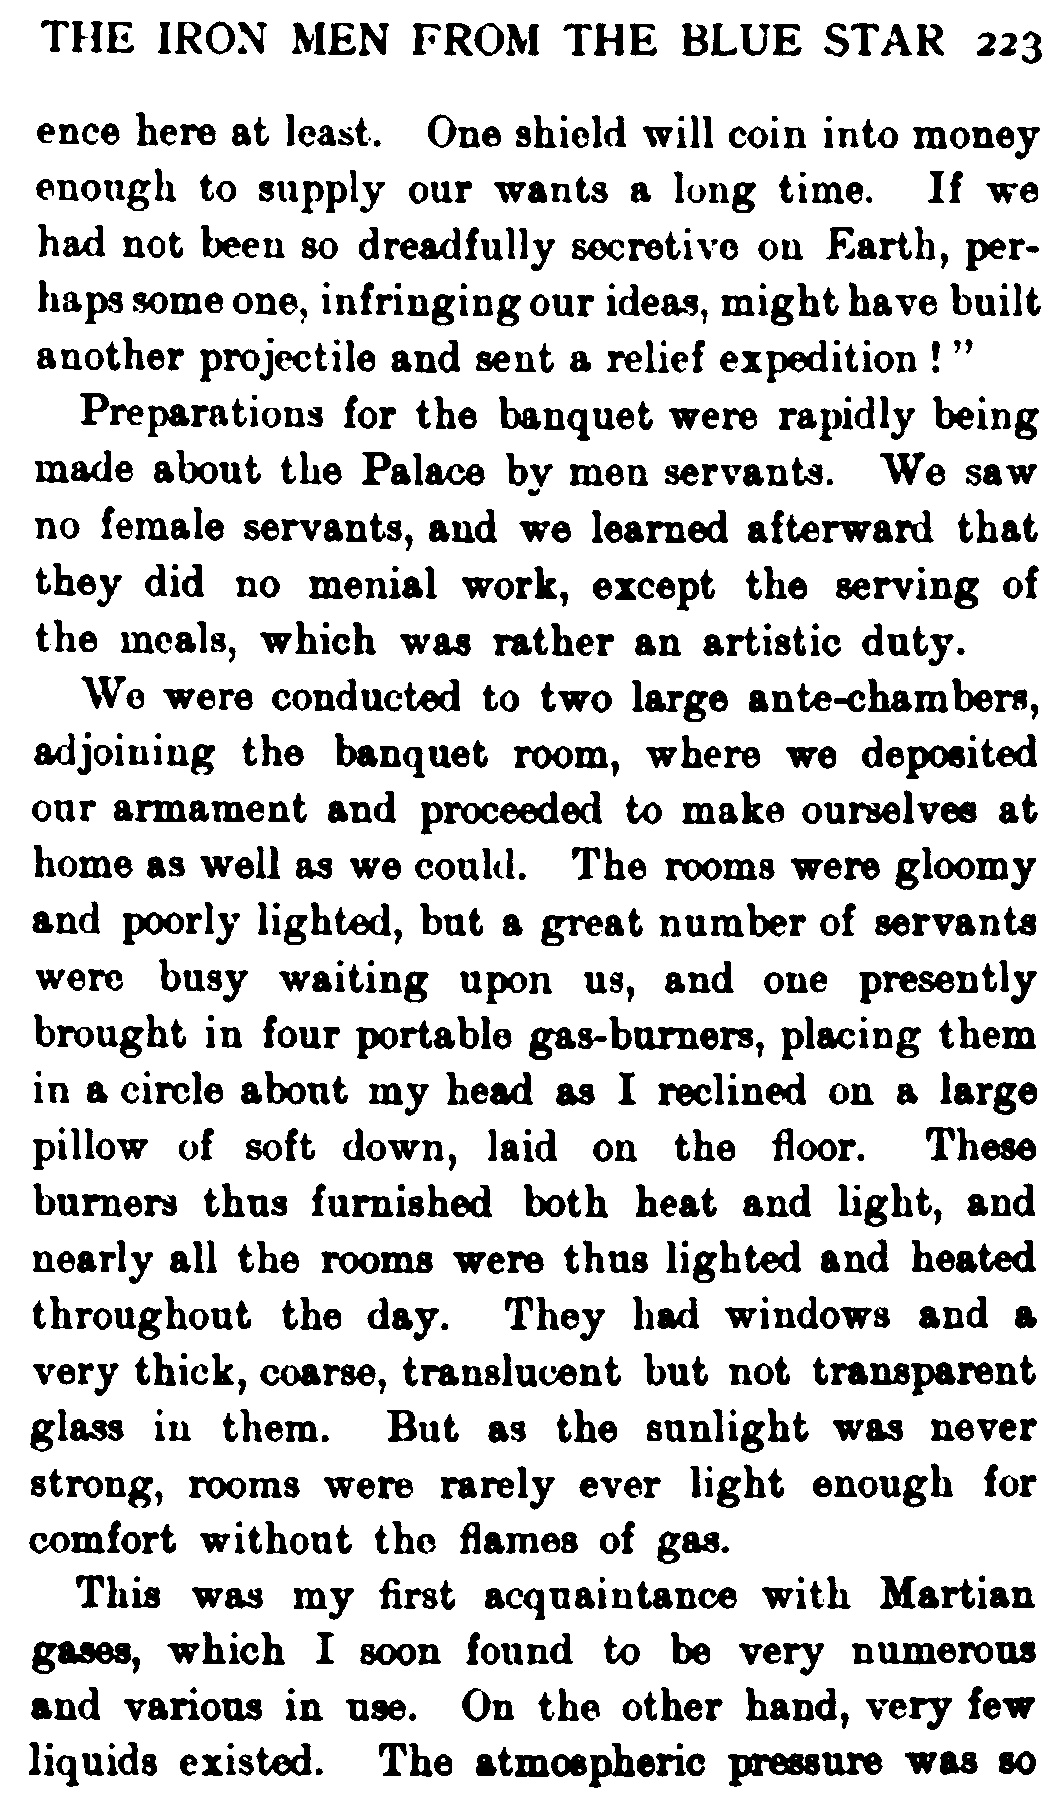 THE IRON MEN FROM THE BLUE STAR 223
ence here at least. One shield will coin into money
enough to supply our wants a long time. If we
had not been so dreadfully secretive on Earth, per-
haps some one, infringing our ideas, might have built
another projectile and sent a relief expedition ! ”
Preparations for the banquet were rapidly being
made about the Palace by men servants. We saw
no female servants, and we learned afterward that
they did no menial work, except the serving of
the meals, which was rather an artistic duty.
We were conducted to two large ante-chambers,
adjoining the banquet room, where we deposited
our armament and proceeded to make ourselves at
home as well as we could. The rooms were gloomy
and poorly lighted, but a great number of servants
were busy waiting upon us, and one presently
brought in four portable gas-burners, placing them
in a circle about my head as I reclined on a large
pillow of soft down, laid on the floor. These
burners thus furnished both heat and light, and
nearly all the rooms were thus lighted and heated
throughout the day. They had windows and a
very thick, coarse, translucent but not transparent
glass in them. But as the sunlight was never
strong, rooms were rarely ever light enough for
comfort without the flames of gas.
This was my first acquaintance with Martian
gases, which I soon found to be very numerous
and various in use. On the other hand, very few
liquids existed. The atmospheric pressure was so